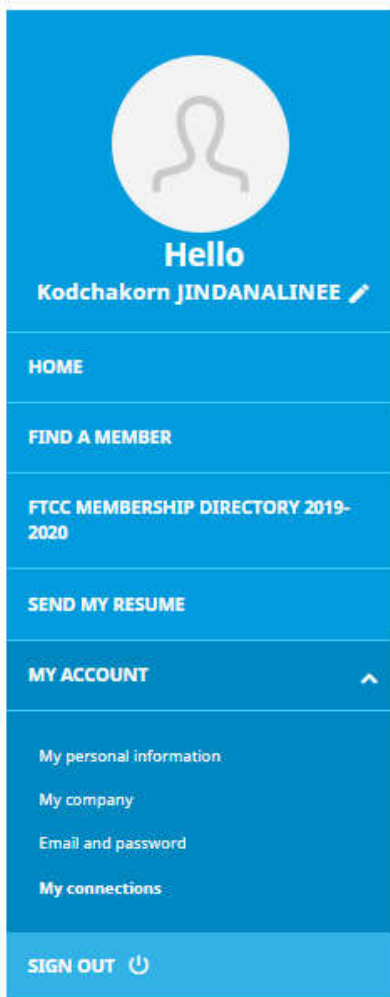 Hello
Kodchakorn JINDANALINEE
HOME
FIND A MEMBER
FTCC MEMBERSHIP DIRECTORY 2019-
2020
SEND MY RESUME
MY ACCOUNT
My personal information
My company
Email and password
My connections
SIGN OUT